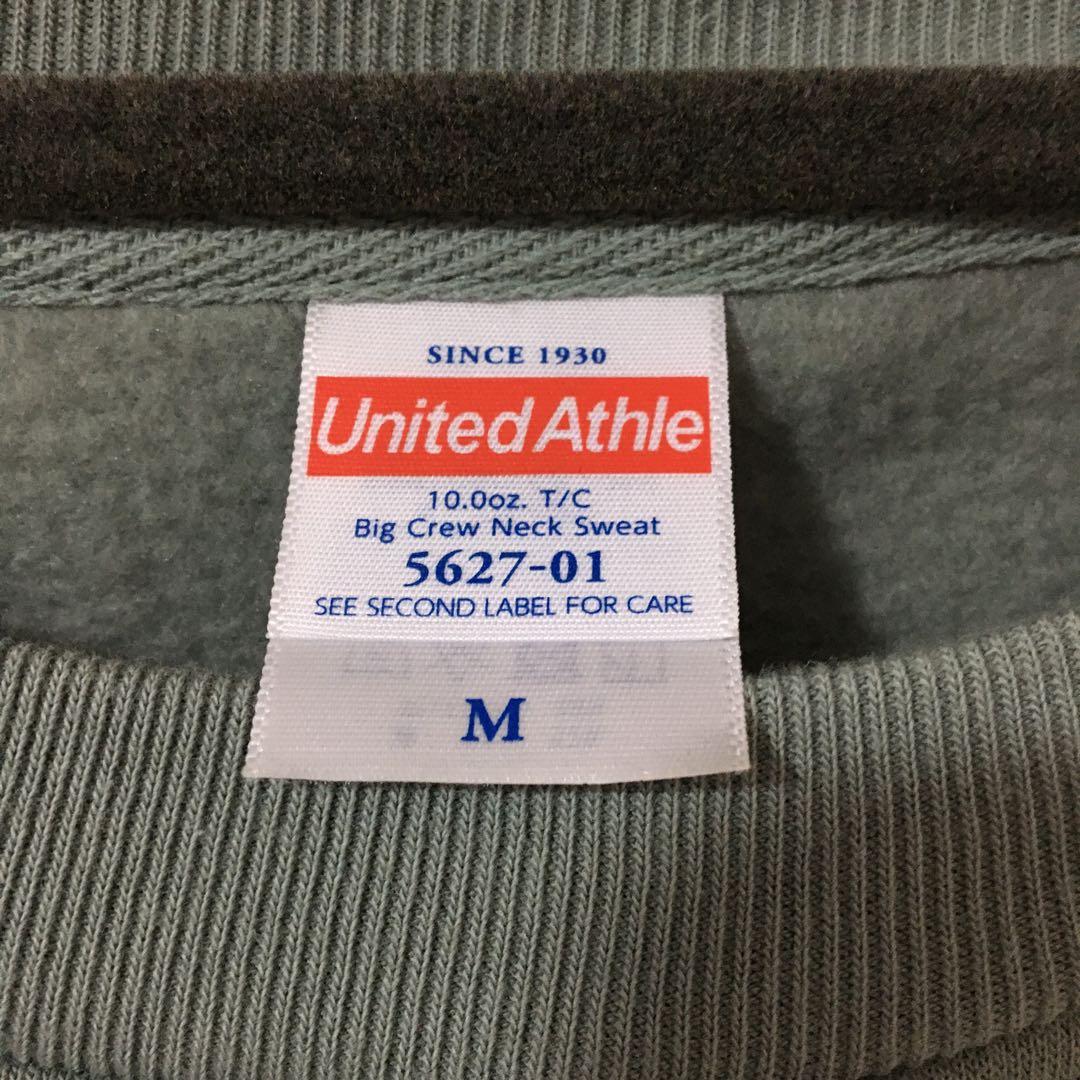 SINCE 1930
United Athle
10.0oz. T/C
Big Crew Neck Sweat
5627-01
SEE SECOND LABEL FOR CARE
M